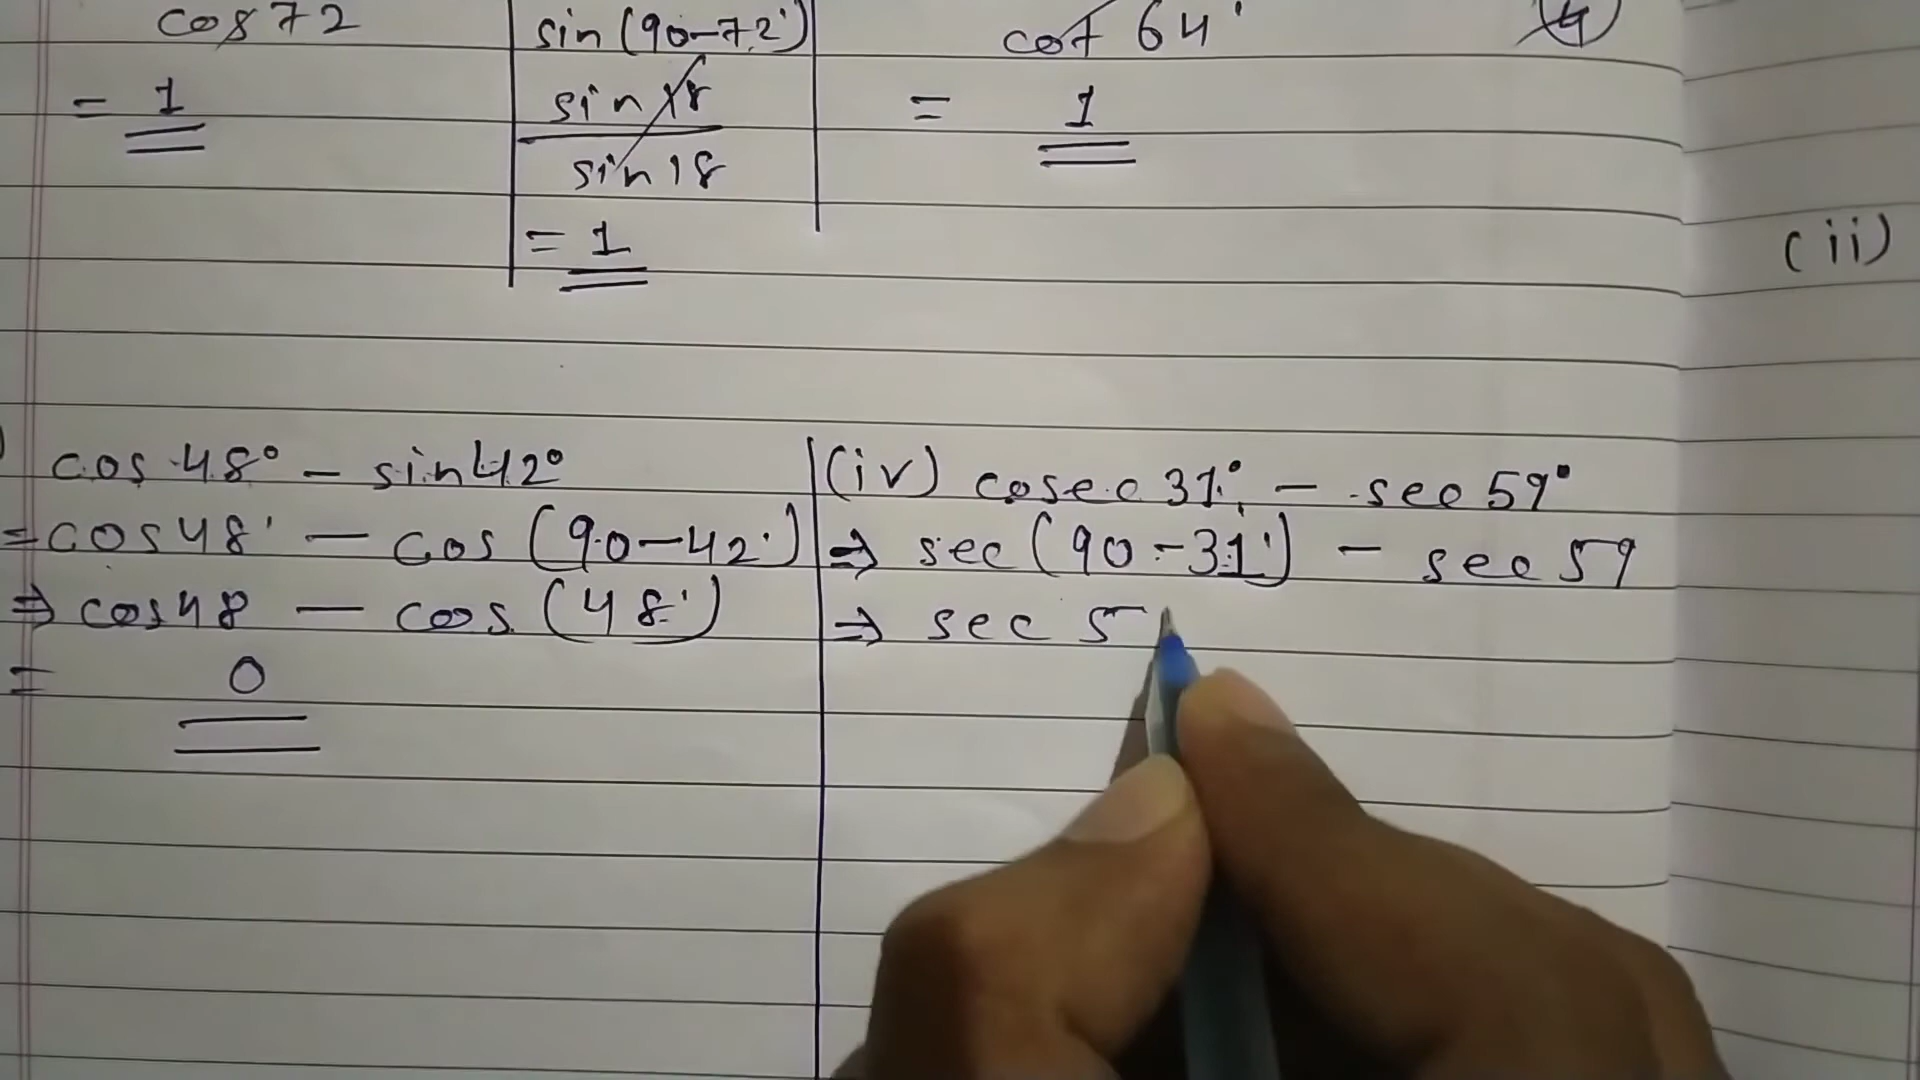 cos 72
= 1
sin (90-72')
sin 18
sin 18
= 1
cot 64'
= 1
4
(ii)
) cos 48° - sin 42°
= cos 48' - cos (90-42')
⇒ cos 48 - cos (48')
= 0
(iv) cosec 31° - sec 59°
⇒ sec (90-31') - sec 59
⇒ sec 5